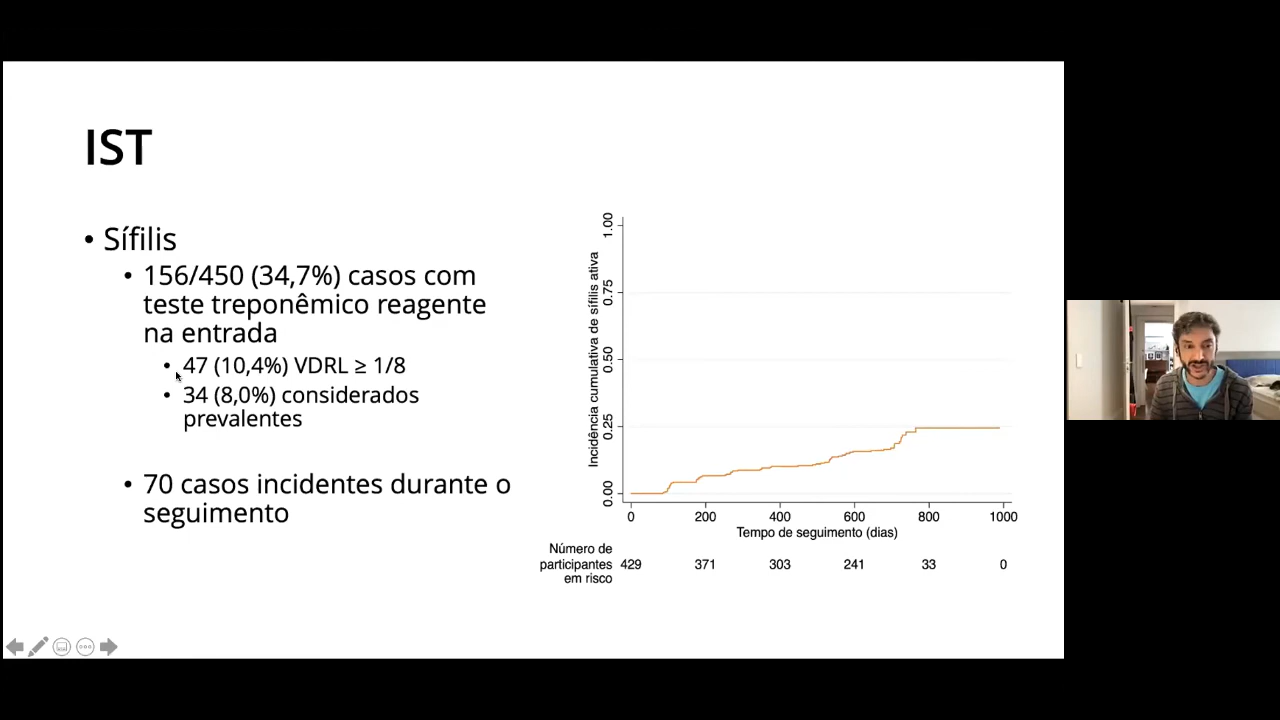 IST
• Sífilis
• 156/450 (34,7%) casos com
teste treponêmico reagente
na entrada
• 47 (10,4%) VDRL ≥ 1/8
• 34 (8,0%) considerados
prevalentes
• 70 casos incidentes durante o
seguimento
Incidência cumulativa de sífilis ativa
1.00
0.75
0.50
0.25
0.00
0 200 400 600 800 1000
Tempo de seguimento (dias)
Número de
participantes
em risco
429 371 303 241 33 0